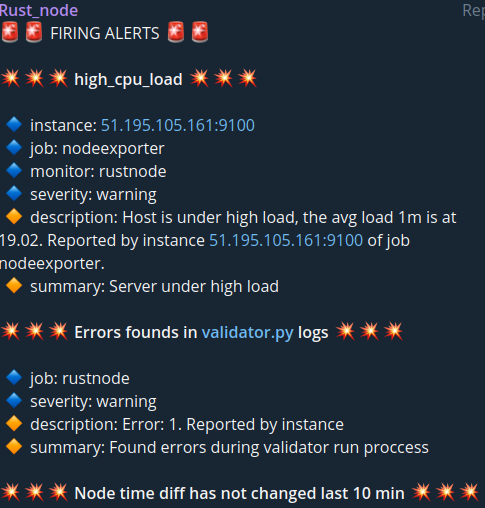 Rust_node Rep
🚨 🚨 FIRING ALERTS 🚨 🚨
💥 💥 💥 high_cpu_load 💥 💥 💥
🔷 instance: 51.195.105.161:9100
🔷 job: nodeexporter
🔷 monitor: rustnode
🔷 severity: warning
🔶 description: Host is under high load, the avg load 1m is at
19.02. Reported by instance 51.195.105.161:9100 of job
nodeexporter.
🔶 summary: Server under high load
💥 💥 💥 Errors founds in validator.py logs 💥 💥 💥
🔷 job: rustnode
🔷 severity: warning
🔶 description: Error: 1. Reported by instance
🔶 summary: Found errors during validator run proccess
💥 💥 💥 Node time diff has not changed last 10 min 💥 💥 💥